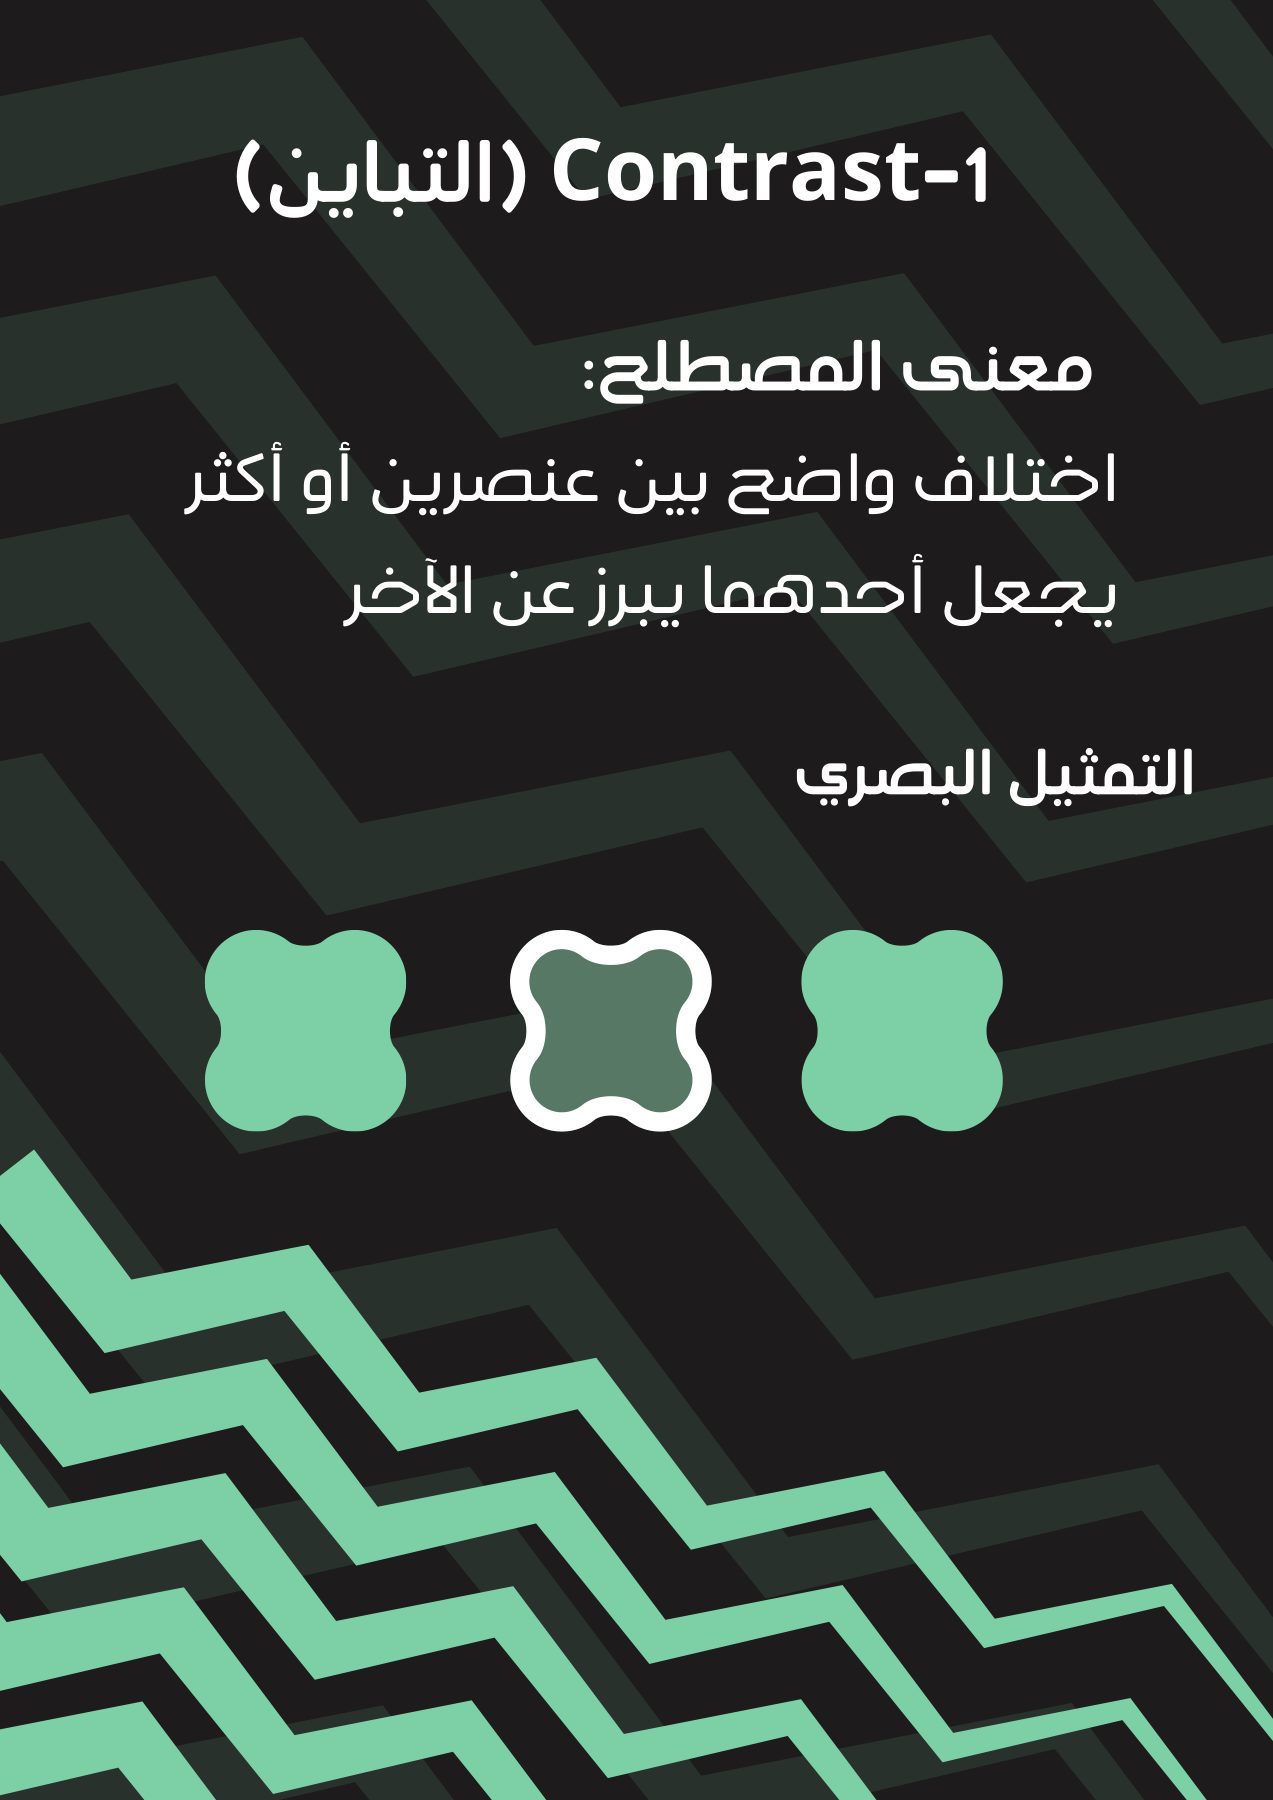 1-Contrast (التباين)
معنى المصطلح:
اختلاف واضح بين عنصرين أو أكثر
يجعل أحدهما يبرز عن الآخر
التمثيل البصري